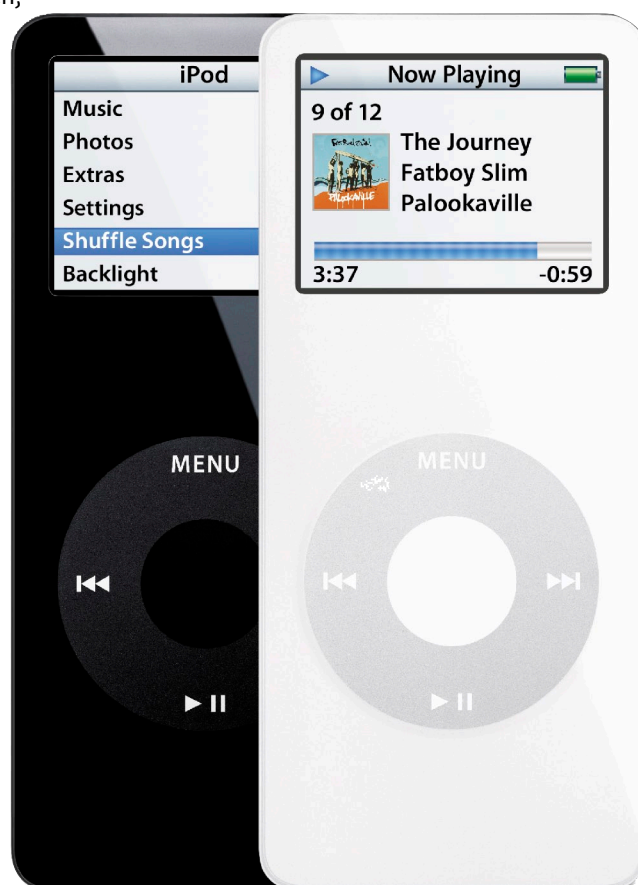 iPod
Music
Photos
Extras
Settings
Shuffle Songs
Backlight
MENU
Now Playing
9 of 12
The Journey
Fatboy Slim
Palookaville
PALOOKAVILLE
3:37 -0:59
MENU